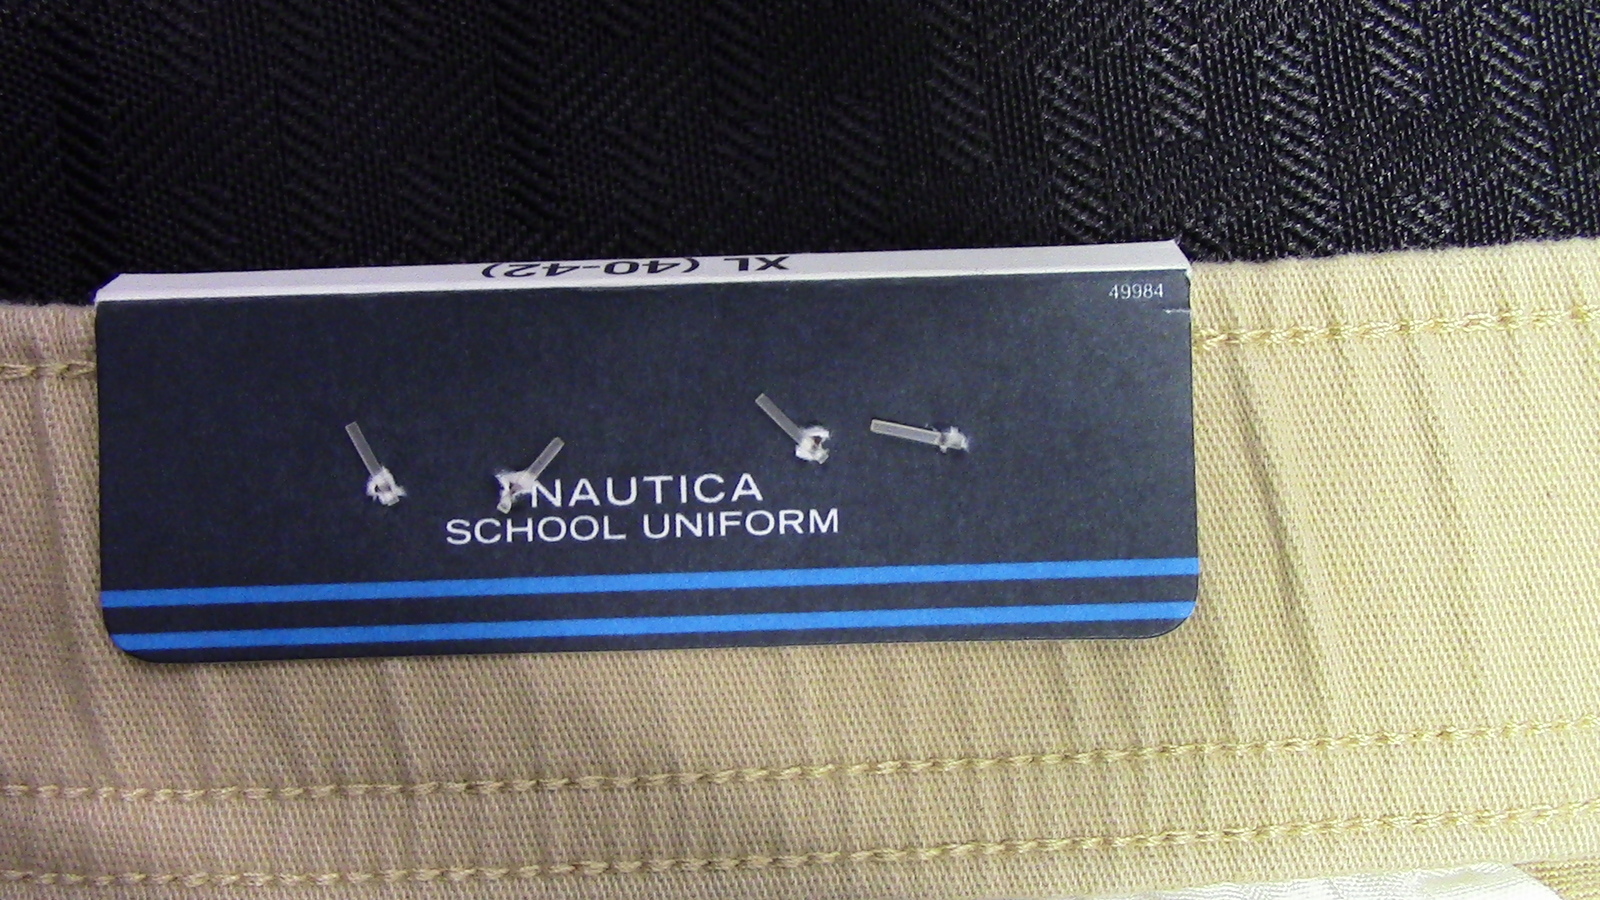 XL (40-42)
49984
NAUTICA
SCHOOL UNIFORM